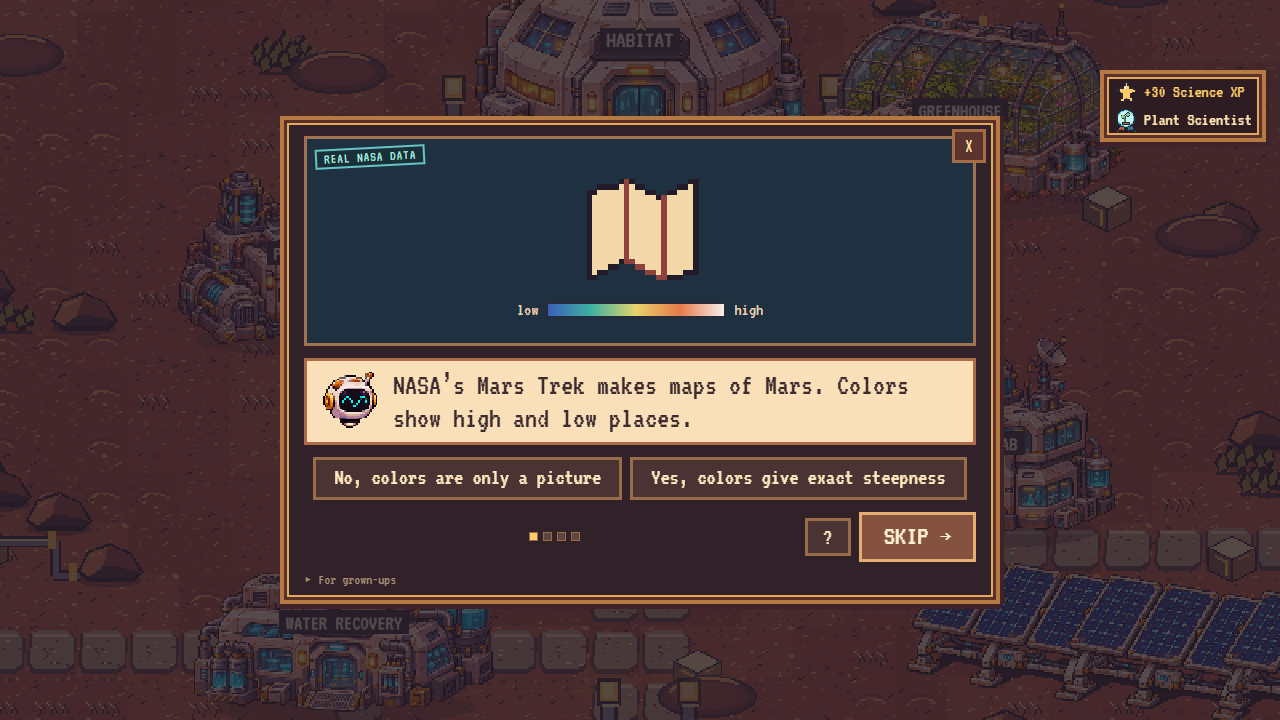 HABITAT
GREENHOUSE
+30 Science XP
Plant Scientist
REAL NASA DATA
X
low high
NASA's Mars Trek makes maps of Mars. Colors
show high and low places.
No, colors are only a picture
Yes, colors give exact steepness
?
SKIP →
For grown-ups
WATER RECOVERY